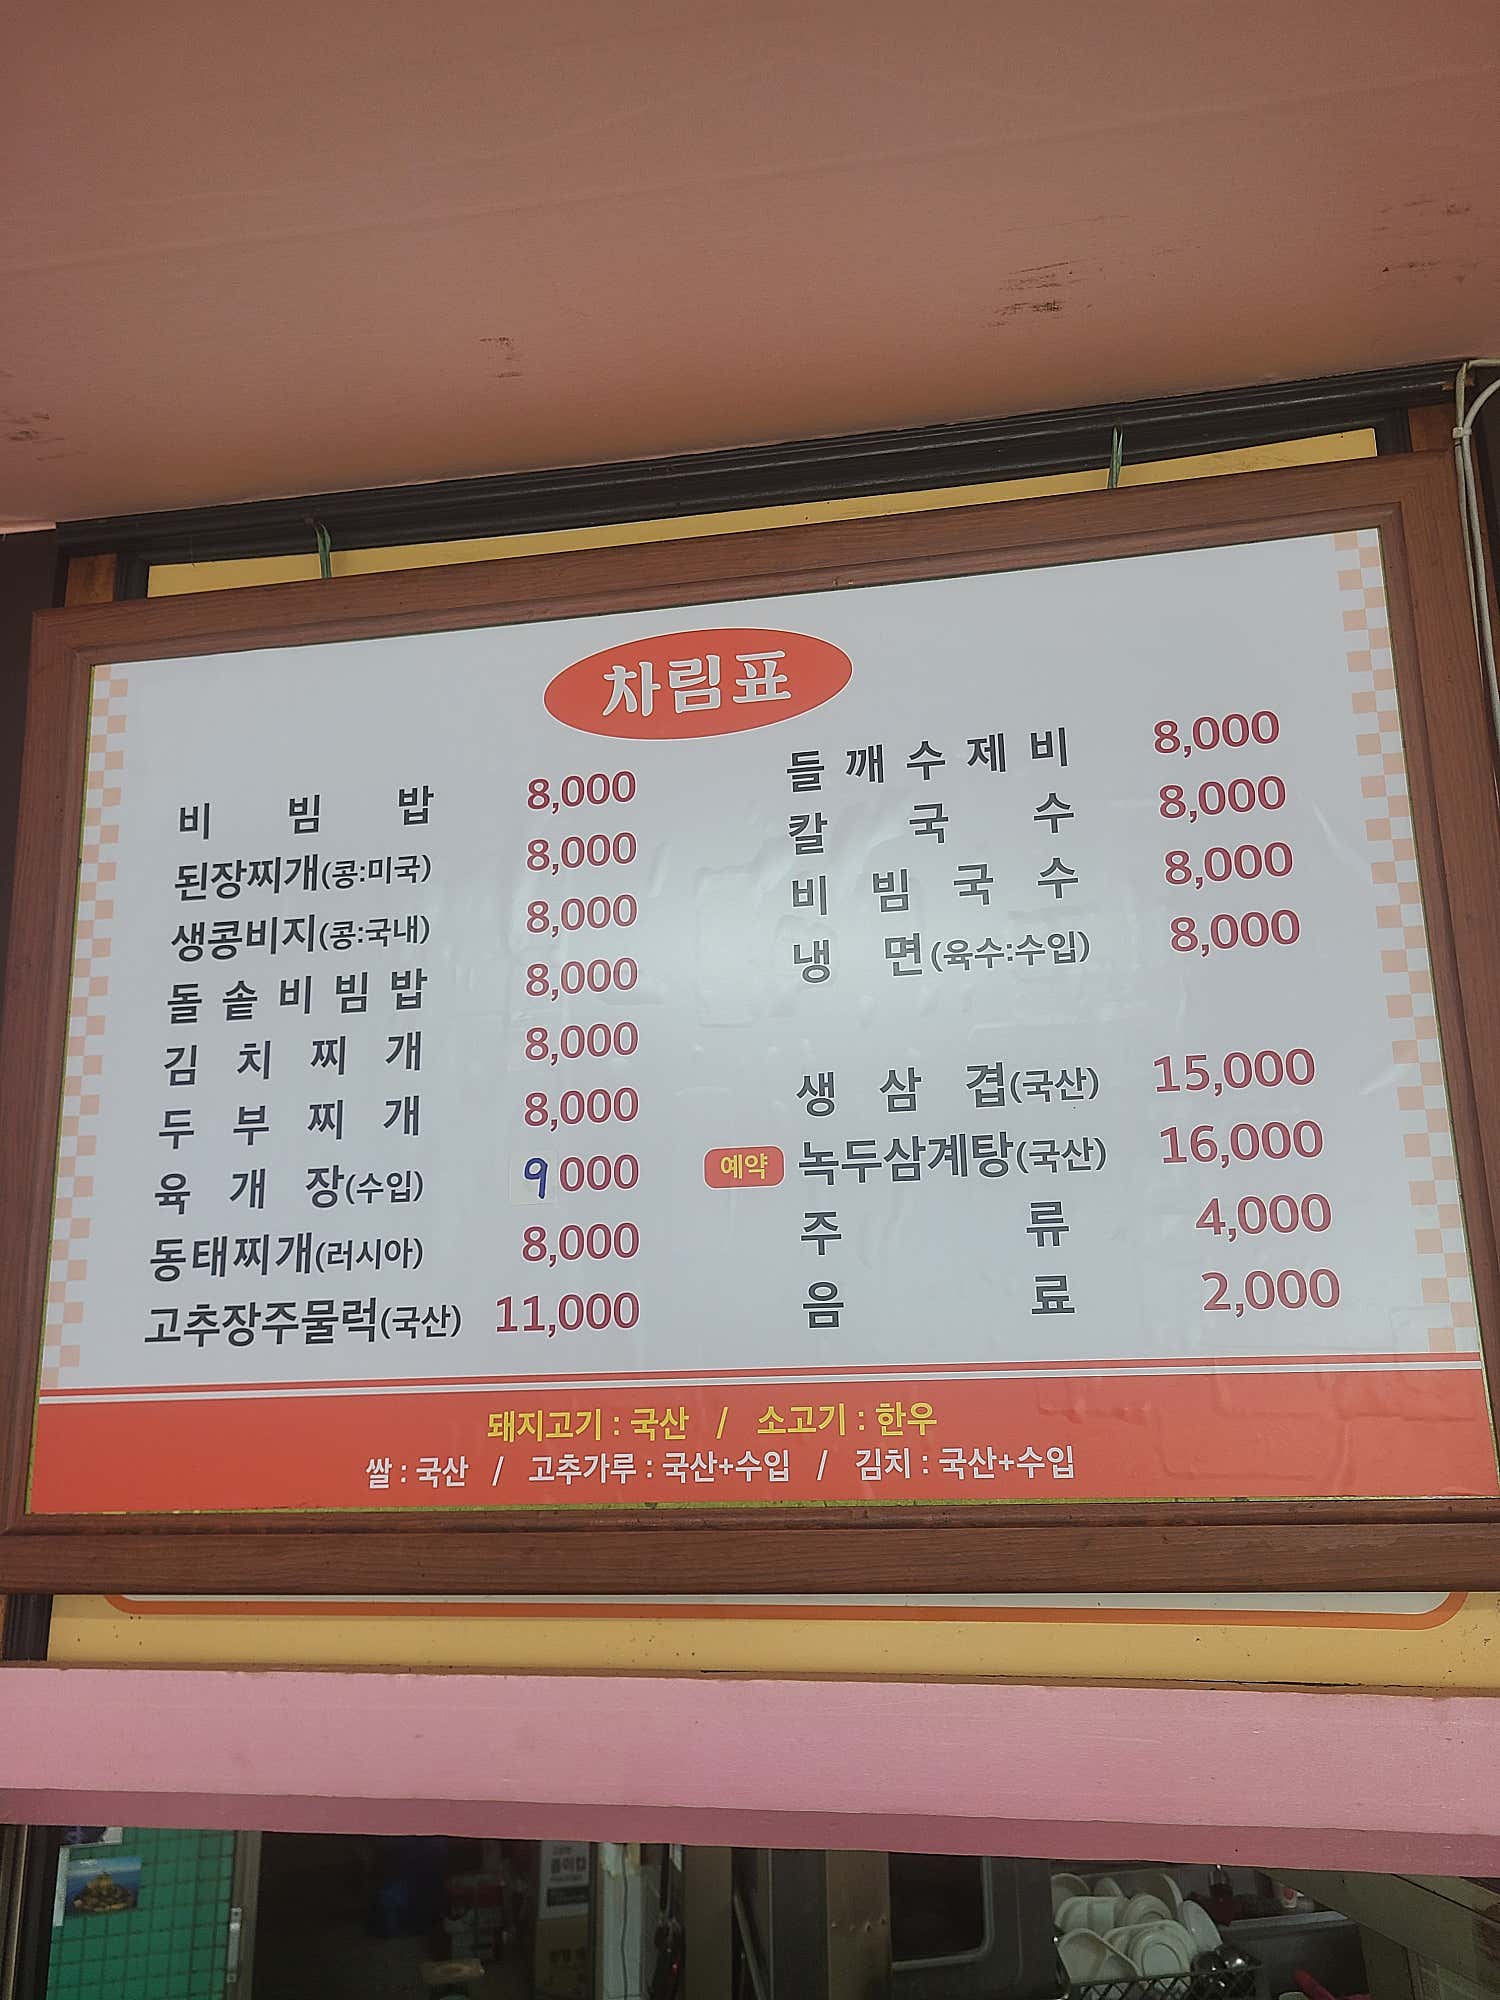 차림표
비빔밥 8,000
된장찌개(콩:미국) 8,000
생콩비지(콩:국내) 8,000
돌솥비빔밥 8,000
김치찌개 8,000
두부찌개 8,000
육개장(수입) 9000
동태찌개(러시아) 8,000
고추장주물럭(국산) 11,000
들깨수제비 8,000
칼국수 8,000
비빔국수 8,000
냉면(육수:수입) 8,000
생삼겹(국산) 15,000
예약 녹두삼계탕(국산) 16,000
주류 4,000
음료 2,000
돼지고기 : 국산 / 소고기 : 한우
쌀 : 국산 / 고추가루 : 국산+수입 / 김치 : 국산+수입
종이컵